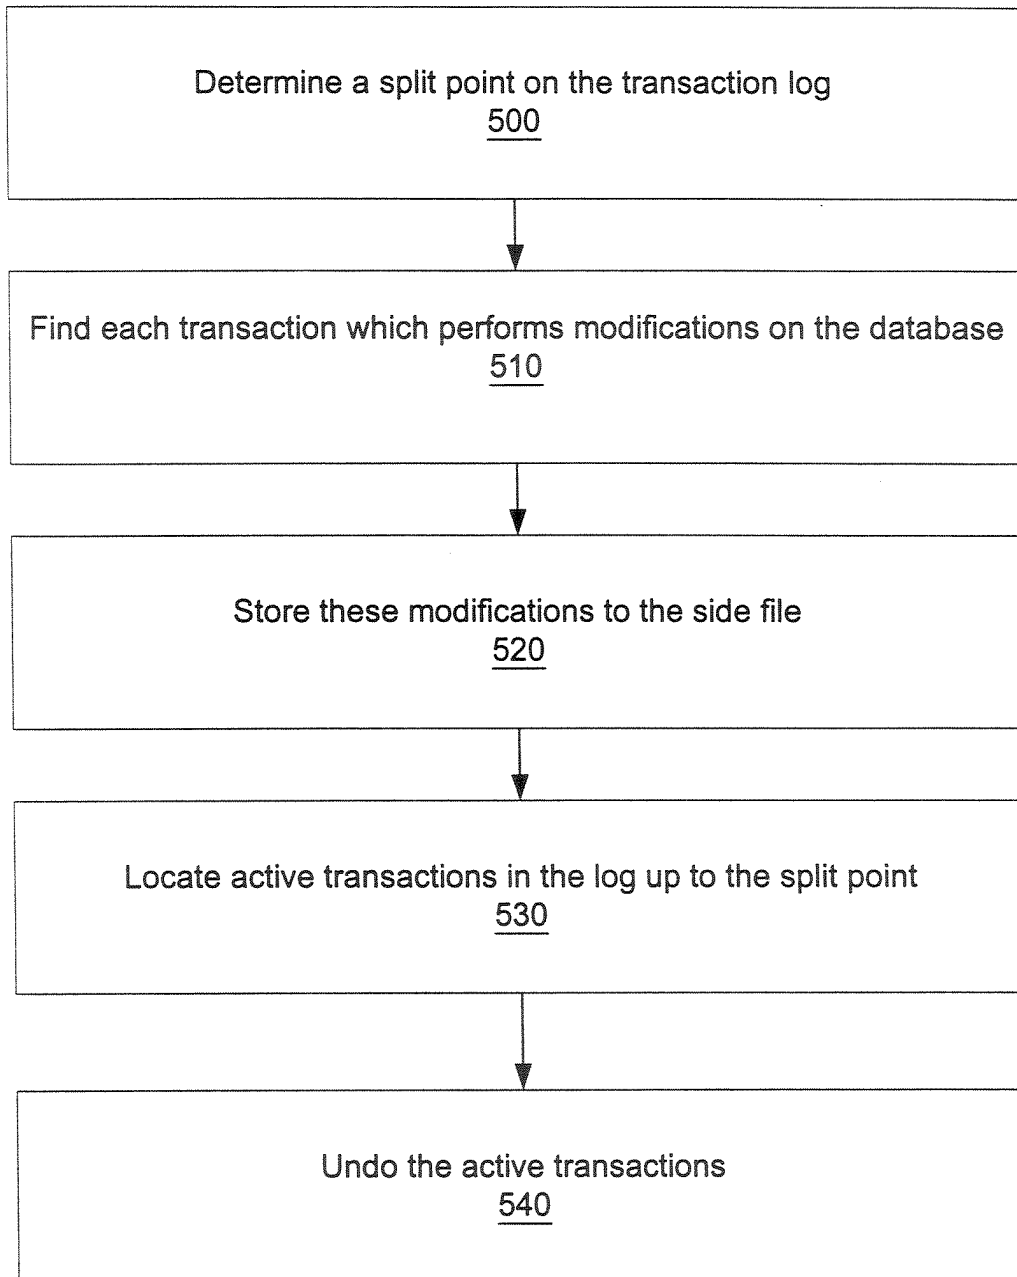 Determine a split point on the transaction log
500
Find each transaction which performs modifications on the database
510
Store these modifications to the side file
520
Locate active transactions in the log up to the split point
530
Undo the active transactions
540